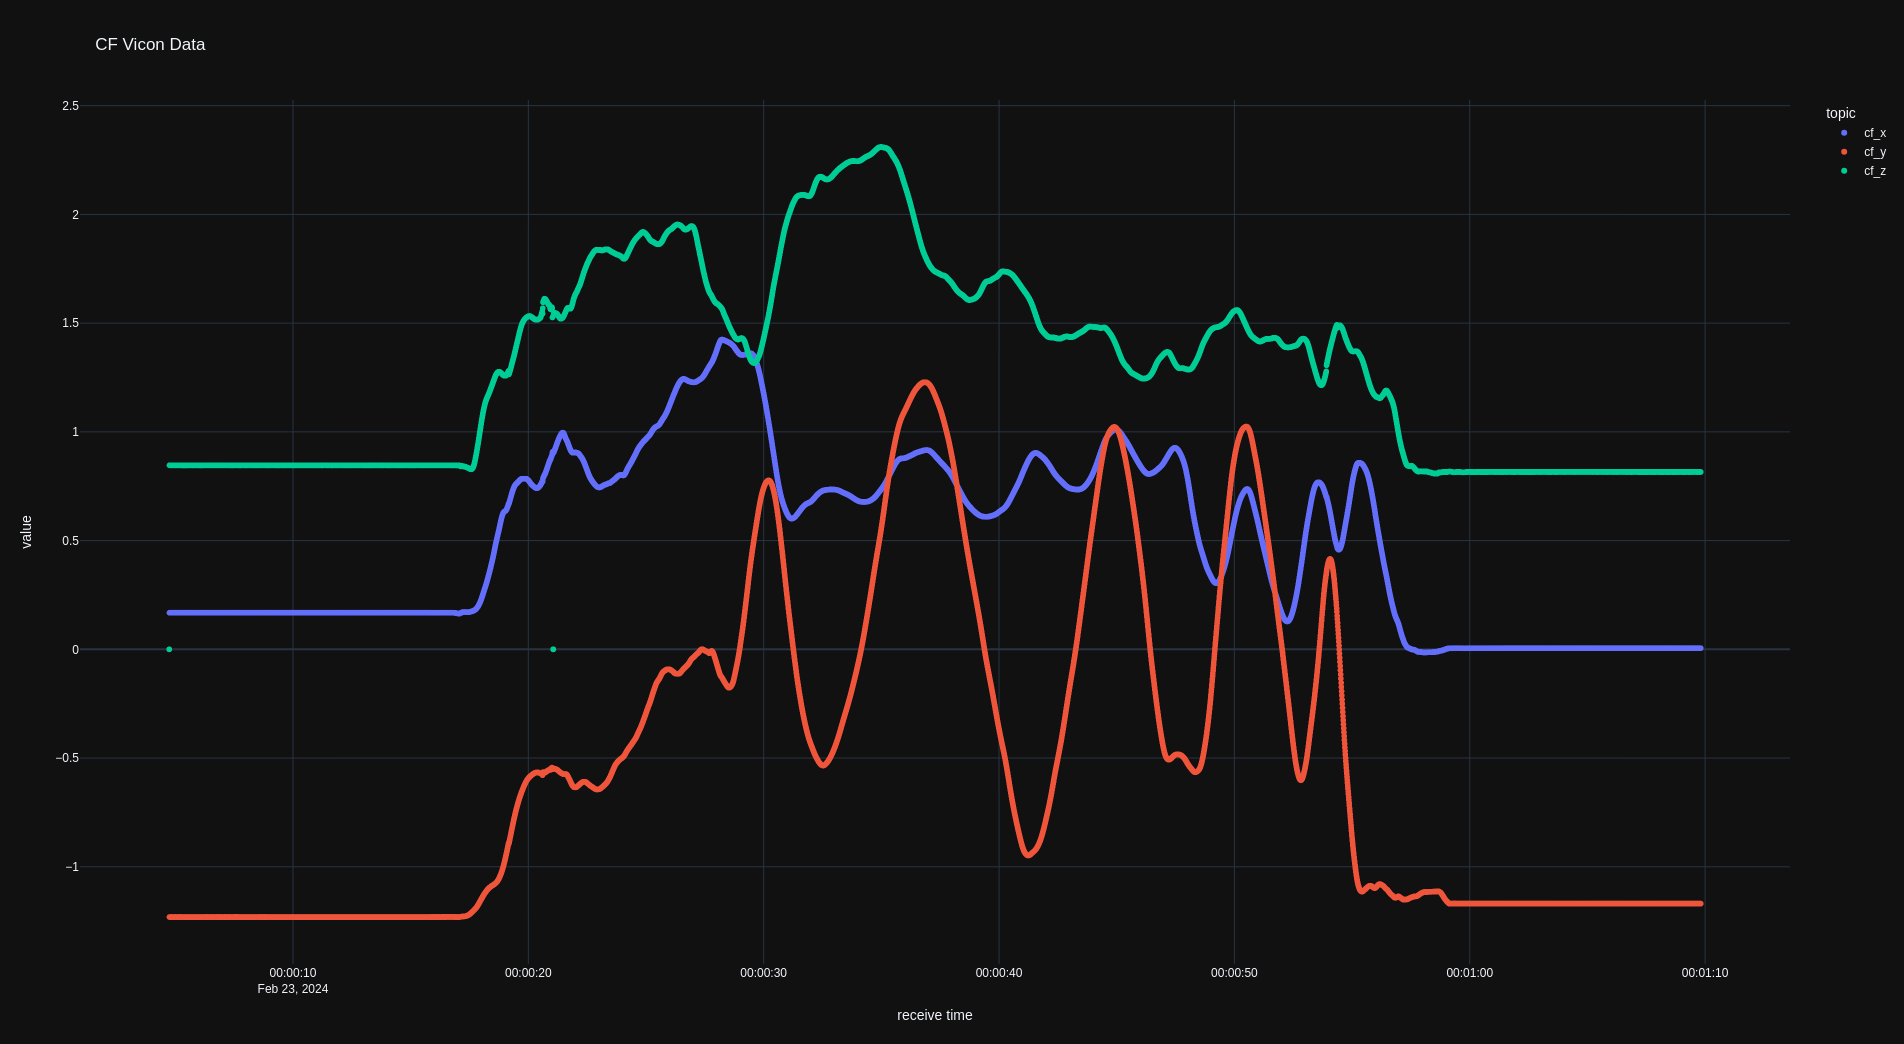 CF Vicon Data
2.5
2
1.5
1
0.5
0
−0.5
−1
value
00:00:10
Feb 23, 2024
00:00:20
00:00:30
00:00:40
00:00:50
00:01:00
00:01:10
receive time
topic
cf_x
cf_y
cf_z